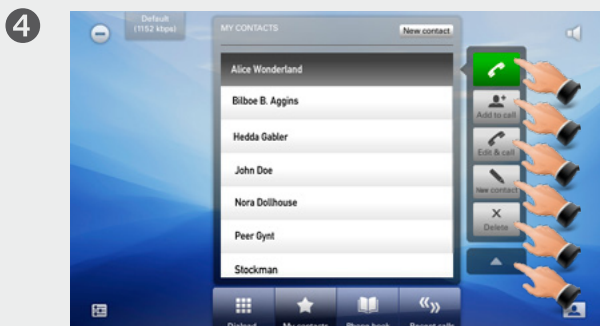 4
Default
(1152 kbps)
MY CONTACTS
New contact
Alice Wonderland
Bilboe B. Aggins
Hedda Gabler
John Doe
Nora Dollhouse
Peer Gynt
Stockman
Add to call
Edit & call
New contact
Delete
Dialpad
My contacts
Phone book
Recent calls